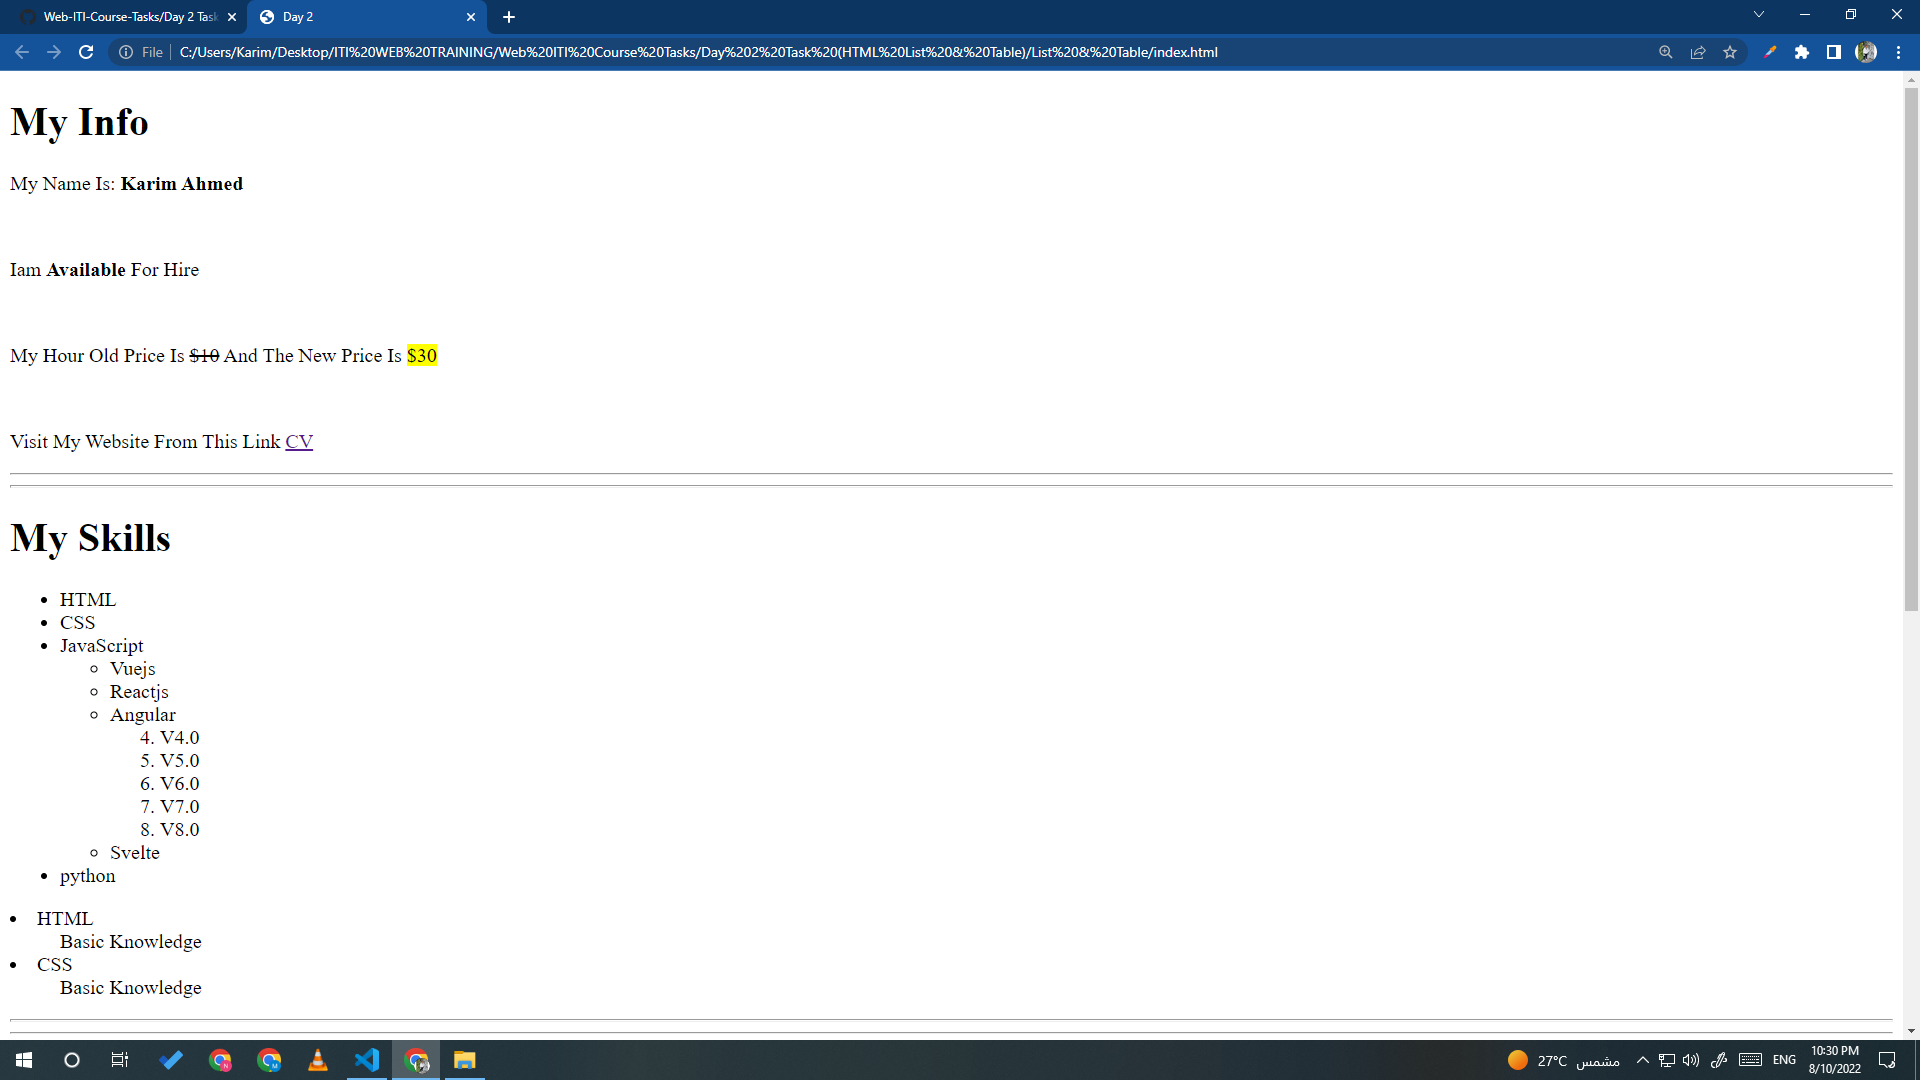 Web-ITI-Course-Tasks/Day 2 Task
Day 2
File
C:/Users/Karim/Desktop/ITI%20WEB%20TRAINING/Web%20ITI%20Course%20Tasks/Day%202%20Task%20(HTML%20List%20&%20Table)/List%20&%20Table/index.html
My Info
My Name Is: Karim Ahmed
Iam Available For Hire
My Hour Old Price Is $10 And The New Price Is $30
Visit My Website From This Link CV
My Skills
• HTML
• CSS
• JavaScript
◦ Vuejs
◦ Reactjs
◦ Angular
4. V4.0
5. V5.0
6. V6.0
7. V7.0
8. V8.0
◦ Svelte
• python
• HTML
Basic Knowledge
• CSS
Basic Knowledge
27°C مشمس
ENG
10:30 PM
8/10/2022